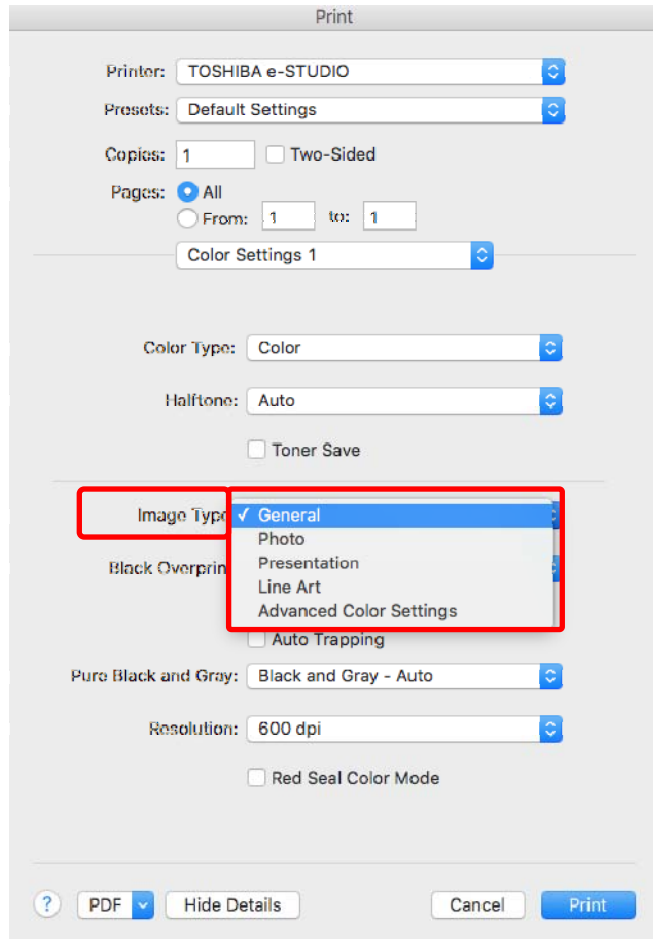 Print
Printer: TOSHIBA e-STUDIO
Presets: Default Settings
Copies: 1 Two-Sided
Pages: All
From: 1 to: 1
Color Settings 1
Color Type: Color
Halftone: Auto
Toner Save
Image Type ✓ General
Photo
Black Overprin Presentation
Line Art
Advanced Color Settings
Auto Trapping
Pure Black and Gray: Black and Gray - Auto
Resolution: 600 dpi
Red Seal Color Mode
? PDF Hide Details Cancel Print